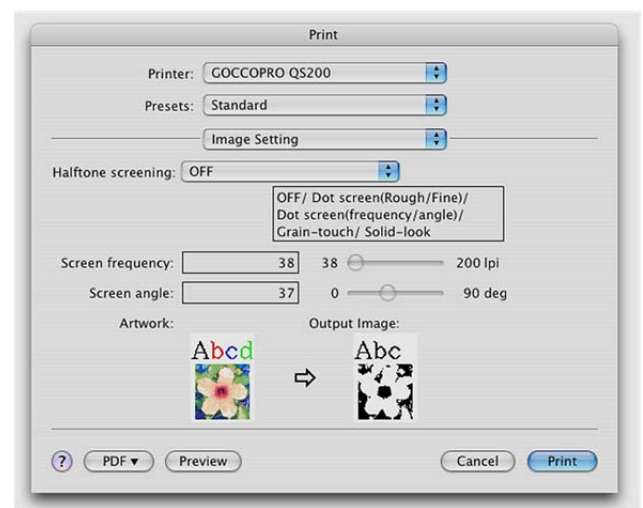 Print
Printer: GOCCOPRO QS200
Presets: Standard
Image Setting
Halftone screening: OFF
OFF/ Dot screen(Rough/Fine)/
Dot screen(frequency/angle)/
Grain-touch/ Solid-look
Screen frequency: 38 38 200 lpi
Screen angle: 37 0 90 deg
Artwork: Output Image:
Abcd Abc
? PDF▼ Preview Cancel Print